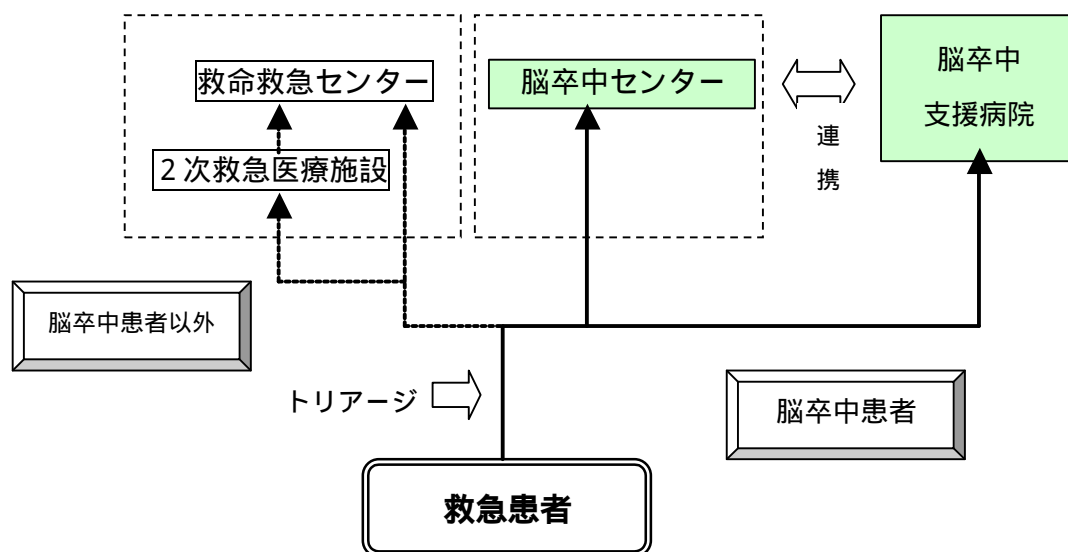 救命救急センター
２次救急医療施設
脳卒中センター
連
携
脳卒中
支援病院
脳卒中患者以外
トリアージ
脳卒中患者
救急患者